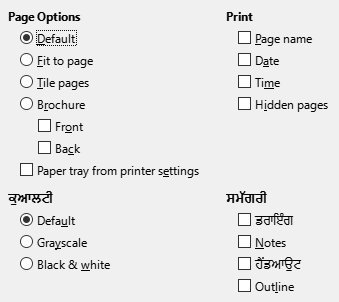 Page Options
Default
Fit to page
Tile pages
Brochure
Front
Back
Paper tray from printer settings
Print
Page name
Date
Time
Hidden pages
ਕੁਆਲਟੀ
Default
Grayscale
Black & white
ਸਮੱਗਰੀ
ਡਰਾਇੰਗ
Notes
ਹੈਂਡਆਉਟ
Outline